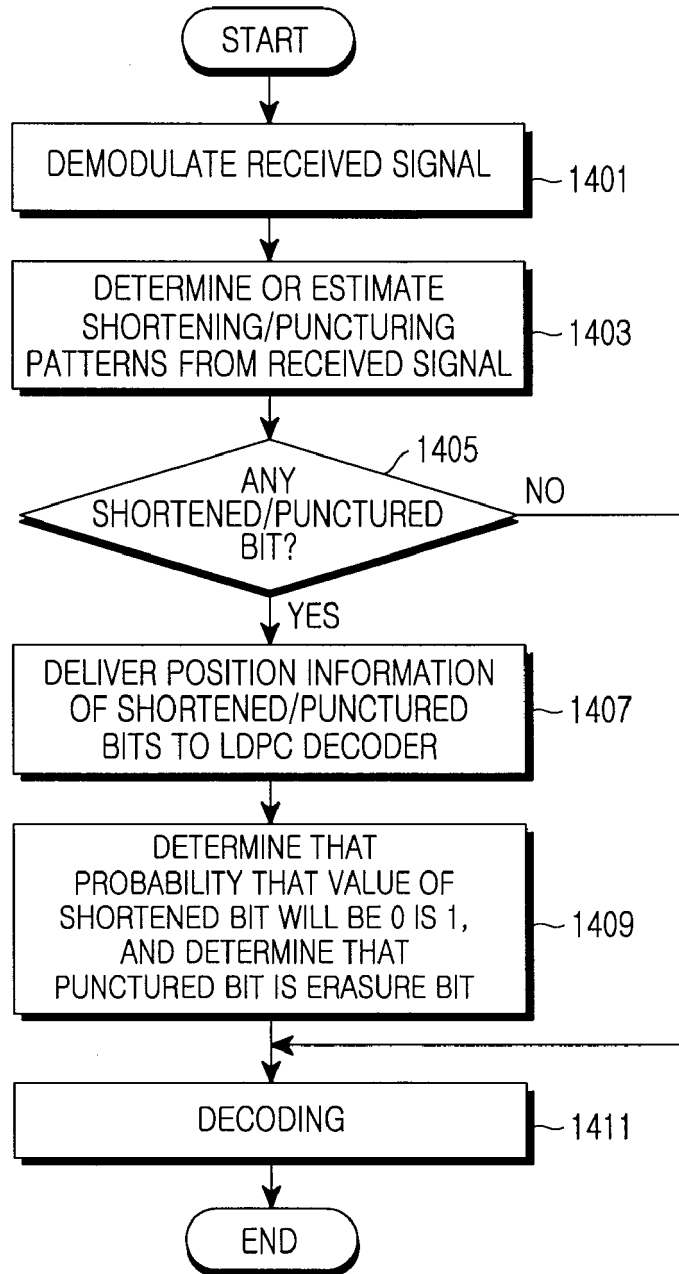 START
DEMODULATE RECEIVED SIGNAL
1401
DETERMINE OR ESTIMATE
SHORTENING/PUNCTURING
PATTERNS FROM RECEIVED SIGNAL
1403
1405
ANY
SHORTENED/PUNCTURED
BIT?
NO
YES
DELIVER POSITION INFORMATION
OF SHORTENED/PUNCTURED
BITS TO LDPC DECODER
1407
DETERMINE THAT
PROBABILITY THAT VALUE OF
SHORTENED BIT WILL BE 0 IS 1,
AND DETERMINE THAT
PUNCTURED BIT IS ERASURE BIT
1409
DECODING
1411
END